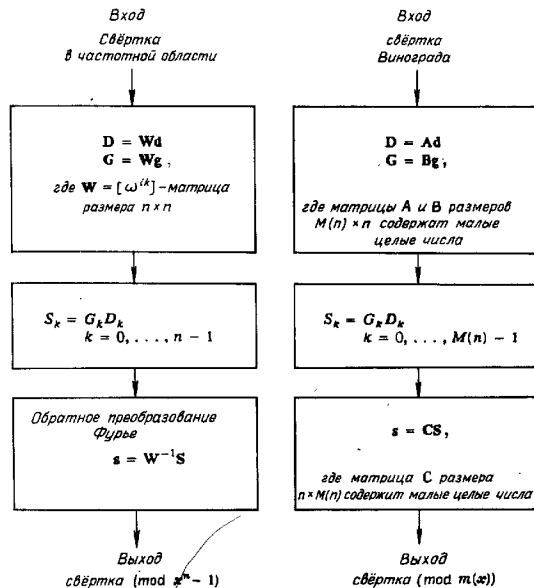 Вход
Свёртка
в частотной области
D = Wd
G = Wg,
где W = [ω^{ik}] – матрица
размера n × n
S_k = G_k D_k
k = 0, . . . , n − 1
Обратное преобразование
Фурье
s = W^{−1}S
Выход
свёртка (mod x^n − 1)
Вход
свёртка
Винограда
D = Ad
G = Bg,
где матрицы A и B размеров
M(n) × n содержат малые
целые числа
S_k = G_k D_k
k = 0, . . . , M(n) − 1
s = CS,
где матрица C размера
n × M(n) содержит малые целые числа
Выход
свёртка (mod m(x))